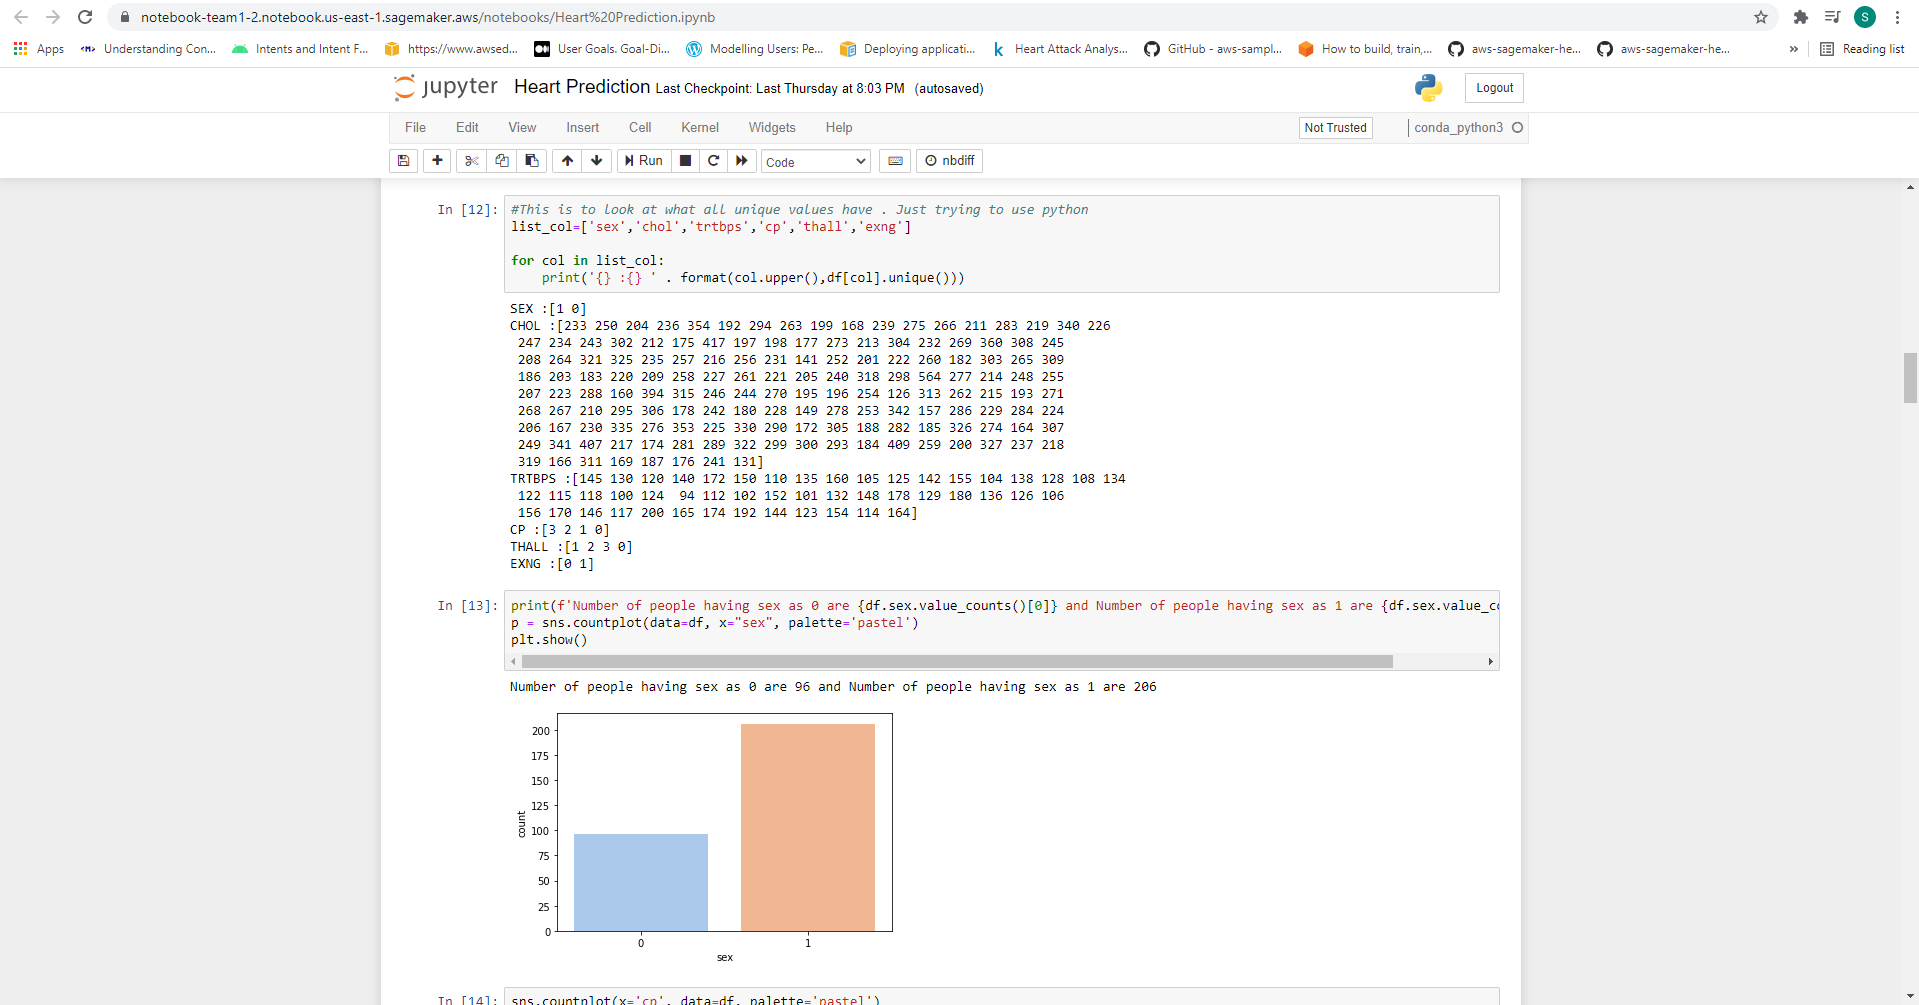 notebook-team1-2.notebook.us-east-1.sagemaker.aws/notebooks/Heart%20Prediction.ipynb
S
Apps
<M> Understanding Con...
Intents and Intent F...
https://www.awsed...
User Goals. Goal-Di...
Modelling Users: Pe...
Deploying applicati...
k Heart Attack Analys...
GitHub - aws-sampl...
How to build, train,...
aws-sagemaker-he...
aws-sagemaker-he...
»
Reading list
jupyter Heart Prediction Last Checkpoint: Last Thursday at 8:03 PM (autosaved)
Logout
File Edit View Insert Cell Kernel Widgets Help
Not Trusted
conda_python3
Run
Code
nbdiff
In [12]:
#This is to look at what all unique values have . Just trying to use python
list_col=['sex','chol','trtbps','cp','thall','exng']
for col in list_col:
print('{} :{} ' . format(col.upper(),df[col].unique()))
SEX :[1 0]
CHOL :[233 250 204 236 354 192 294 263 199 168 239 275 266 211 283 219 340 226
247 234 243 302 212 175 417 197 198 177 273 213 304 232 269 360 308 245
208 264 321 325 235 257 216 256 231 141 252 201 222 260 182 303 265 309
186 203 183 220 209 258 227 261 221 205 240 318 298 564 277 214 248 255
207 223 288 160 394 315 246 244 270 195 196 254 126 313 262 215 193 271
268 267 210 295 306 178 242 180 228 149 278 253 342 157 286 229 284 224
206 167 230 335 276 353 225 330 290 172 305 188 282 185 326 274 164 307
249 341 407 217 174 281 289 322 299 300 293 184 409 259 200 327 237 218
319 166 311 169 187 176 241 131]
TRTBPS :[145 130 120 140 172 150 110 135 160 105 125 142 155 104 138 128 108 134
122 115 118 100 124 94 112 102 152 101 132 148 178 129 180 136 126 106
156 170 146 117 200 165 174 192 144 123 154 114 164]
CP :[3 2 1 0]
THALL :[1 2 3 0]
EXNG :[0 1]
In [13]:
print(f'Number of people having sex as 0 are {df.sex.value_counts()[0]} and Number of people having sex as 1 are {df.sex.value_co
p = sns.countplot(data=df, x="sex", palette='pastel')
plt.show()
Number of people having sex as 0 are 96 and Number of people having sex as 1 are 206
200
175
150
125
100
75
50
25
0
count
0 1
sex
In [14]:
sns.countplot(x='cp', data=df, palette='pastel')